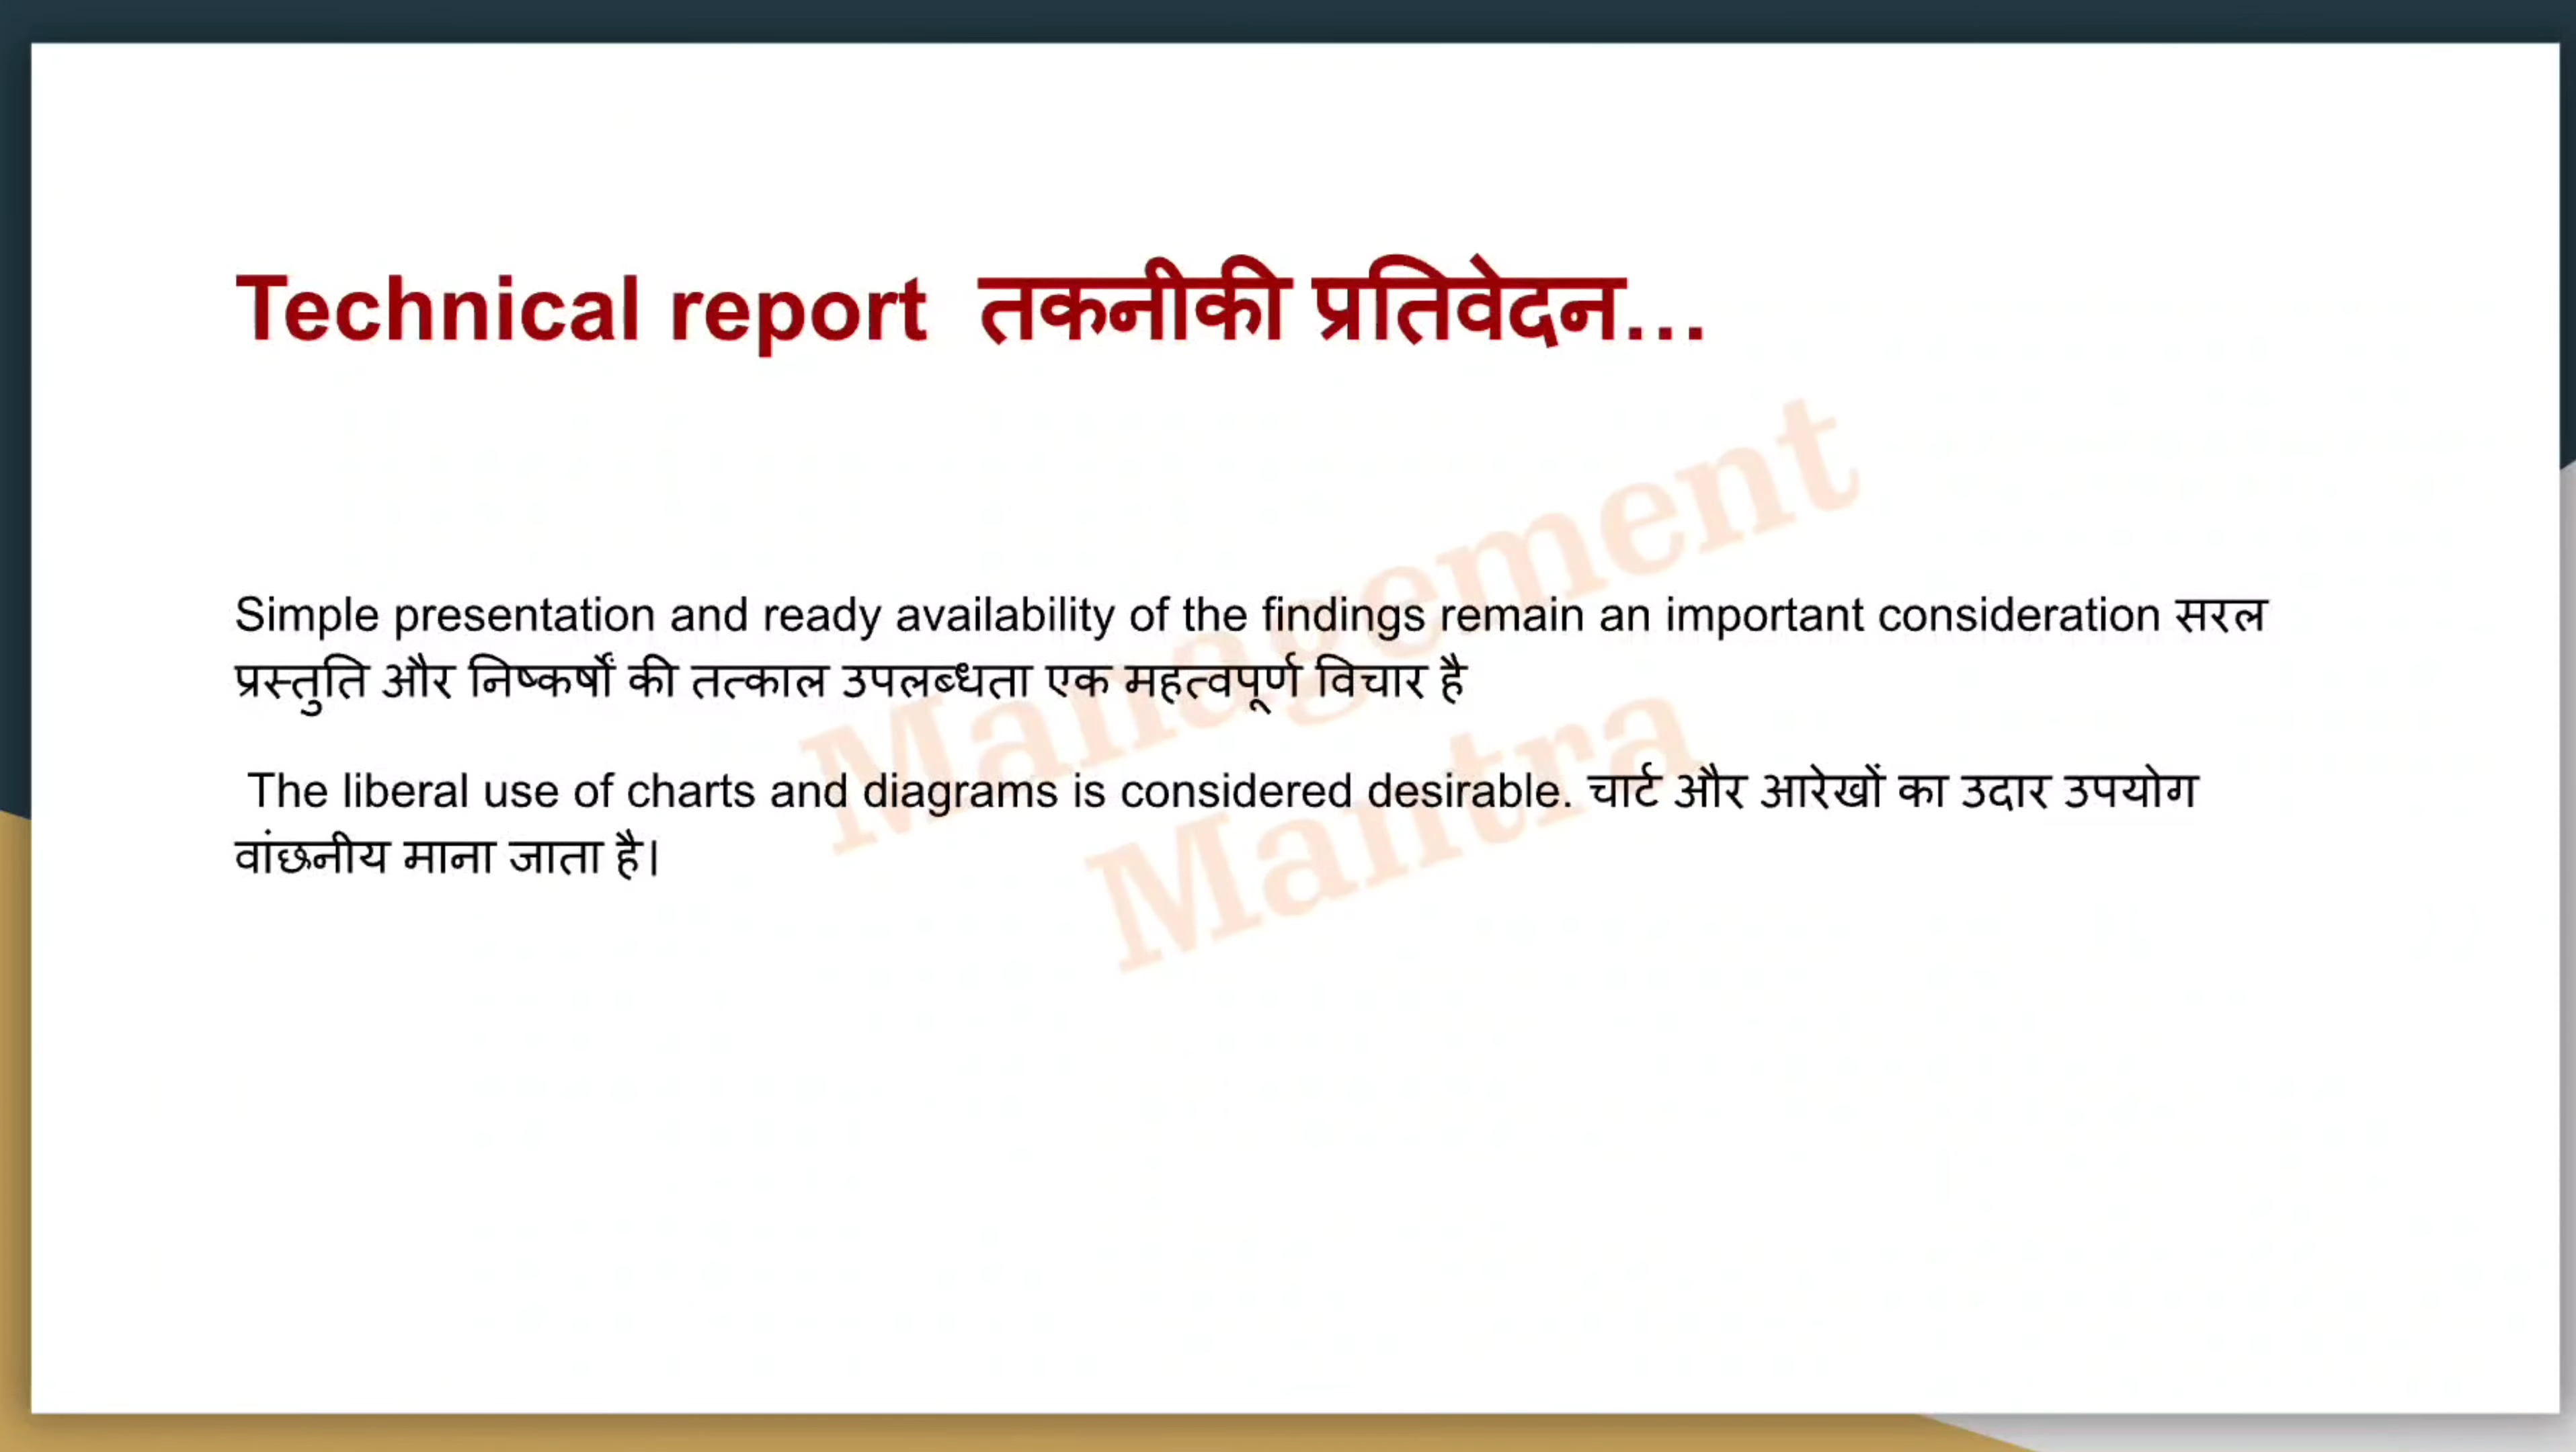 Technical report  तकनीकी प्रतिवेदन...
Simple presentation and ready availability of the findings remain an important consideration सरल
प्रस्तुति और निष्कर्षों की तत्काल उपलब्धता एक महत्वपूर्ण विचार है
The liberal use of charts and diagrams is considered desirable. चार्ट और आरेखों का उदार उपयोग
वांछनीय माना जाता है।
Management
Mantra